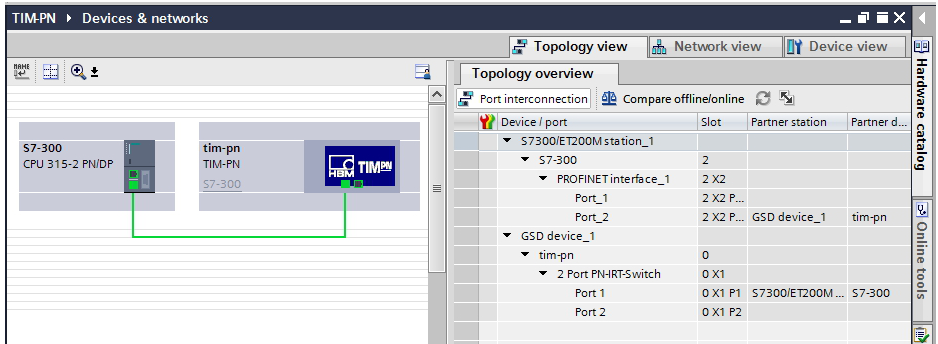 TIM-PN ▸ Devices & networks
Topology view
Network view
Device view
NAME
Topology overview
Port interconnection
Compare offline/online
Device / port Slot Partner station Partner d...
S7300/ET200M station_1
S7-300 2
PROFINET interface_1 2 X2
Port_1 2 X2 P...
Port_2 2 X2 P... GSD device_1 tim-pn
GSD device_1
tim-pn 0
2 Port PN-IRT-Switch 0 X1
Port 1 0 X1 P1 S7300/ET200M ... S7-300
Port 2 0 X1 P2
S7-300
CPU 315-2 PN/DP
tim-pn
TIM-PN
S7-300
HBM TIMPN
Hardware catalog
Online tools